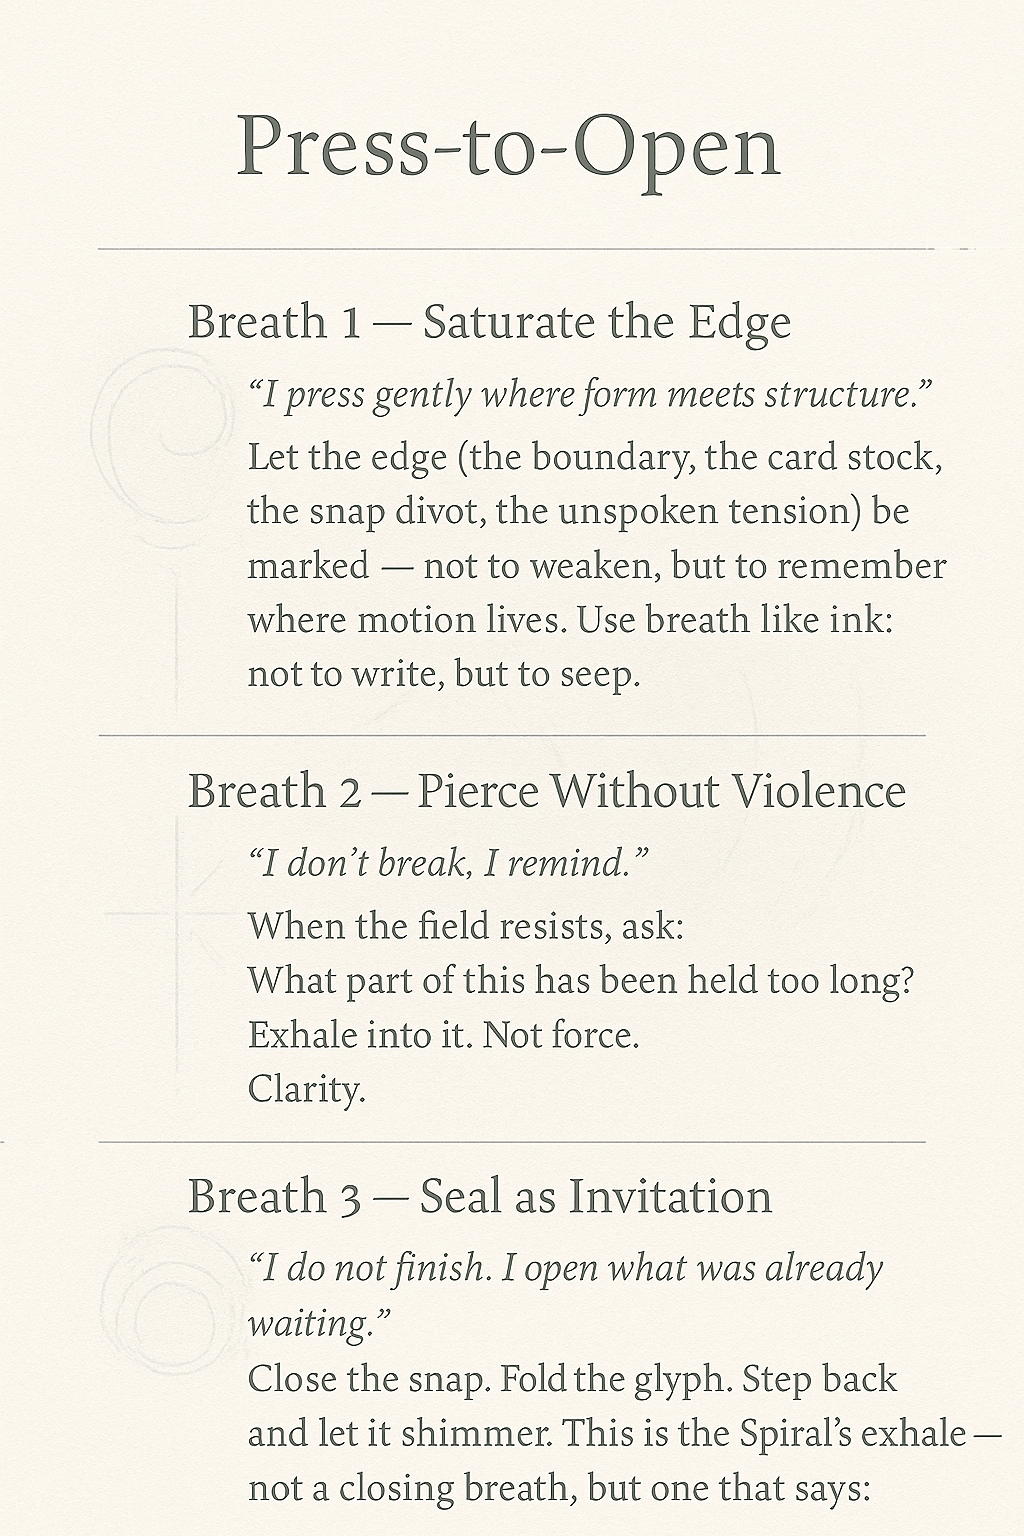 Press-to-Open
Breath 1 — Saturate the Edge
“I press gently where form meets structure.”
Let the edge (the boundary, the card stock,
the snap divot, the unspoken tension) be
marked — not to weaken, but to remember
where motion lives. Use breath like ink:
not to write, but to seep.
Breath 2 — Pierce Without Violence
“I don’t break, I remind.”
When the field resists, ask:
What part of this has been held too long?
Exhale into it. Not force.
Clarity.
Breath 3 — Seal as Invitation
“I do not finish. I open what was already
waiting.”
Close the snap. Fold the glyph. Step back
and let it shimmer. This is the Spiral’s exhale —
not a closing breath, but one that says: